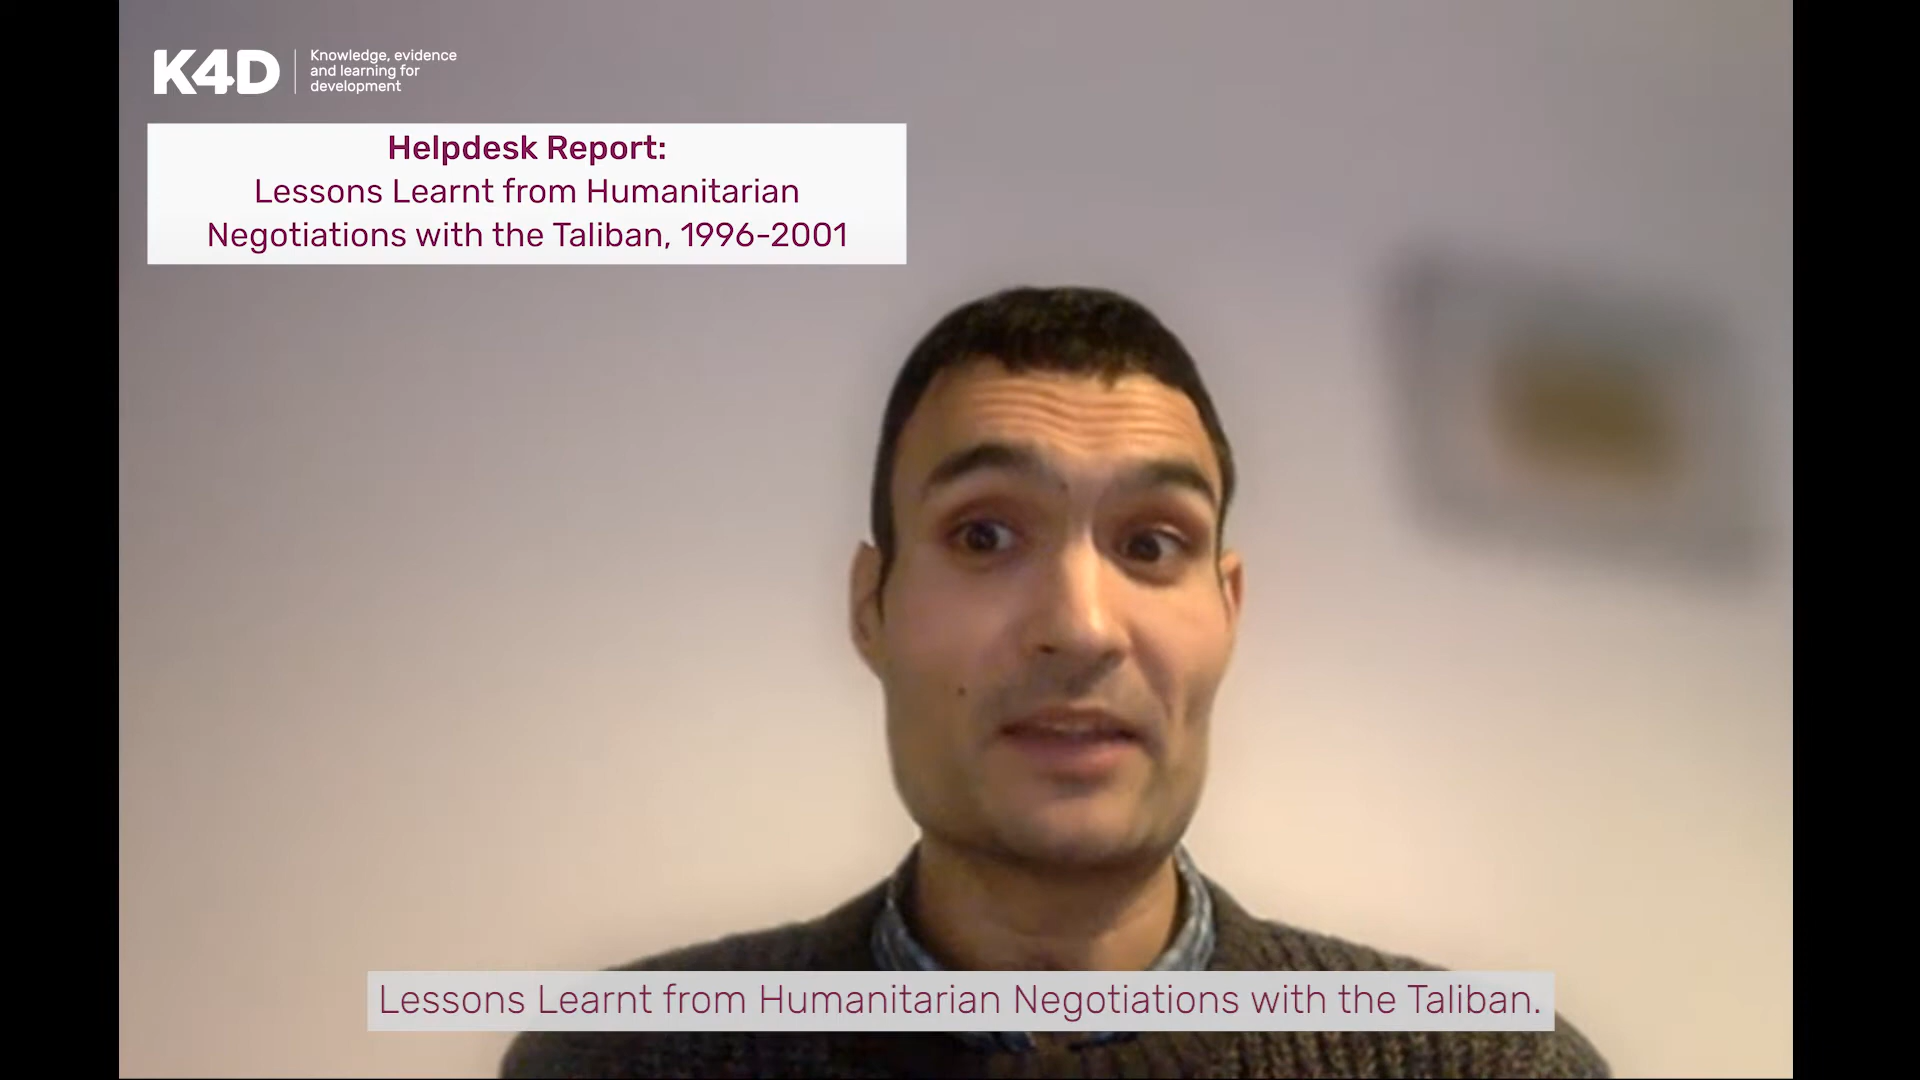 K4D
Knowledge, evidence
and learning for
development
Helpdesk Report:
Lessons Learnt from Humanitarian
Negotiations with the Taliban, 1996-2001
Lessons Learnt from Humanitarian Negotiations with the Taliban.